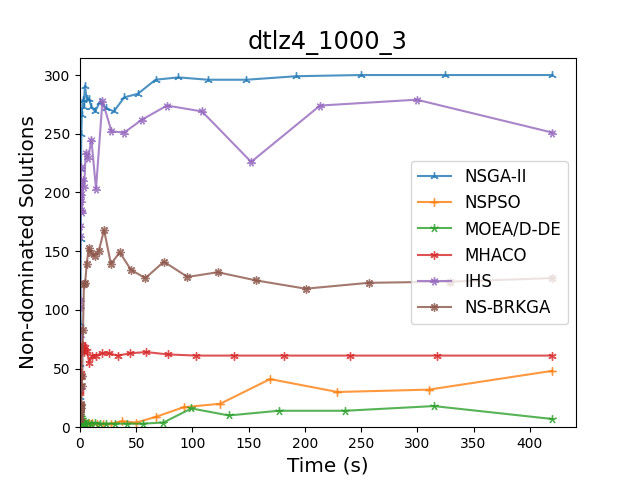 dtlz4_1000_3
Non-dominated Solutions
300
250
200
150
100
50
0
0 50 100 150 200 250 300 350 400
Time (s)
NSGA-II
NSPSO
MOEA/D-DE
MHACO
IHS
NS-BRKGA